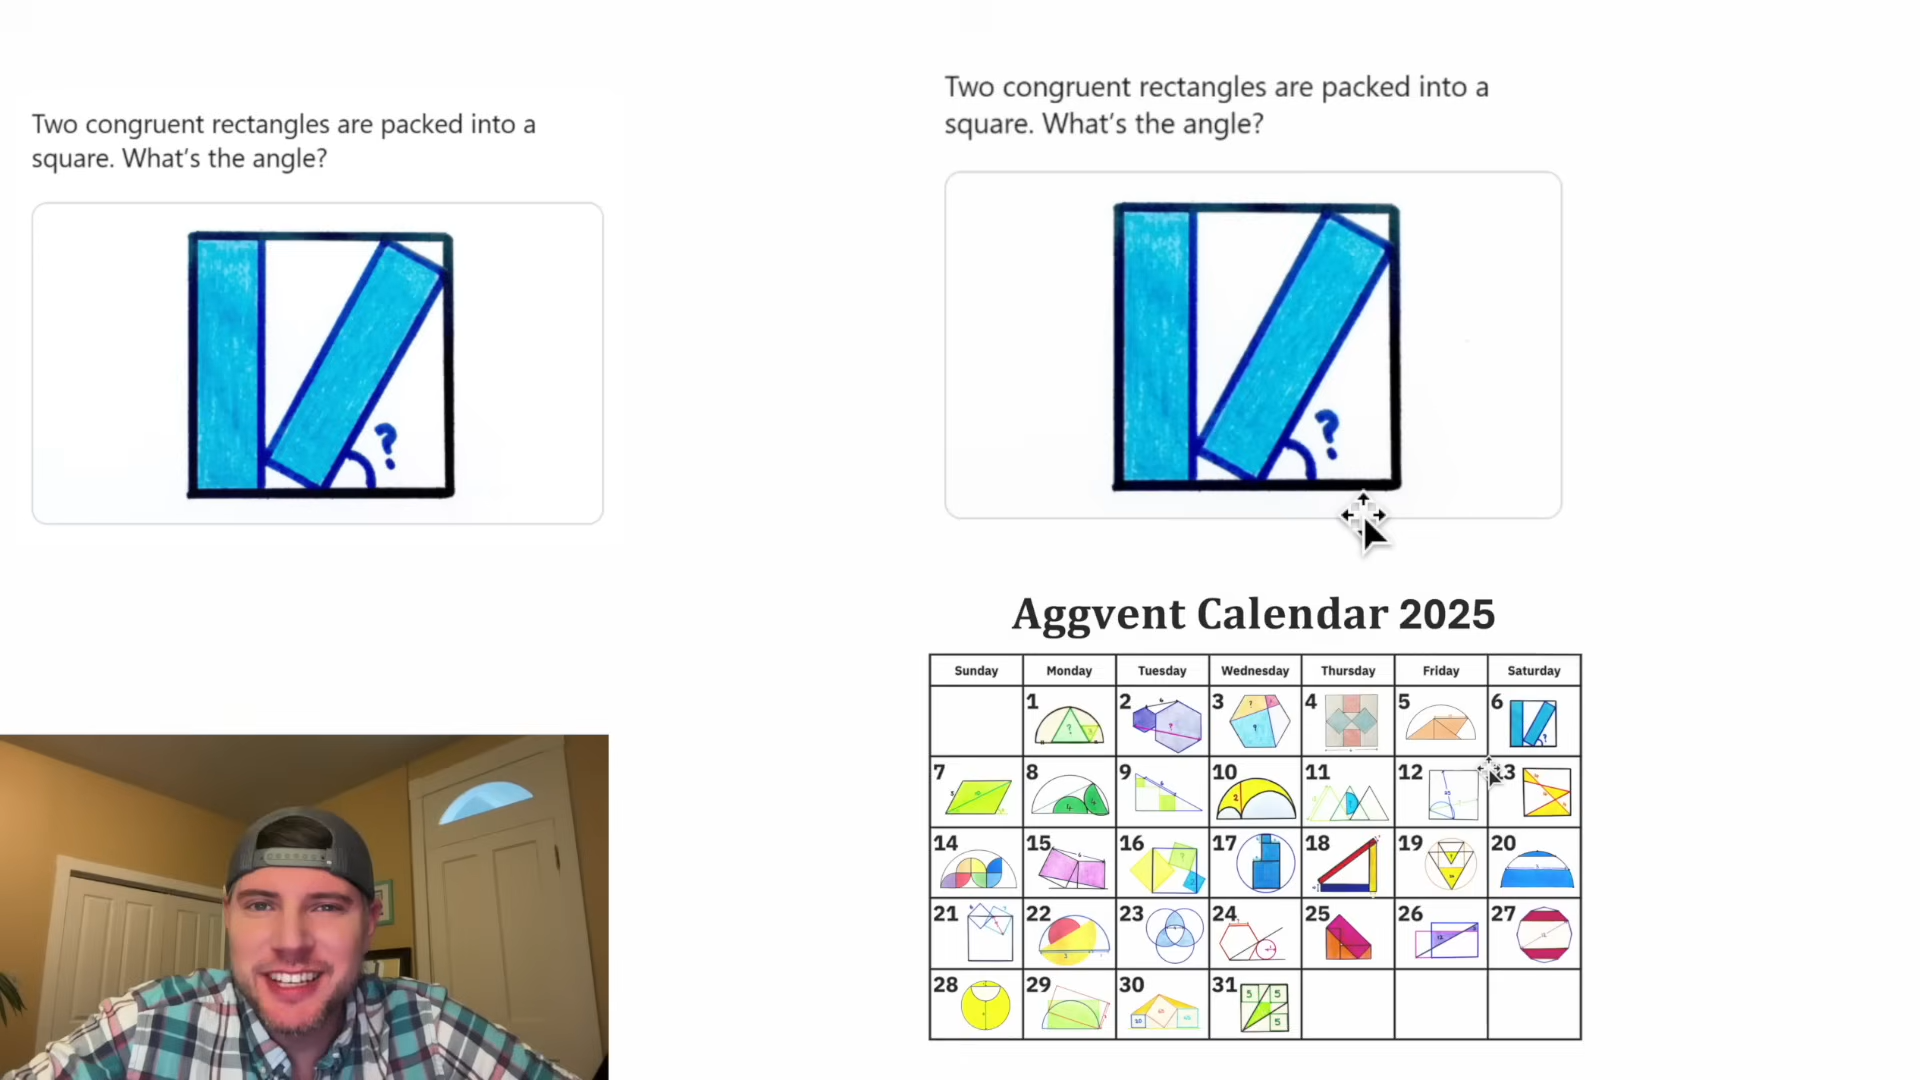 Two congruent rectangles are packed into a
square. What's the angle?
?
Two congruent rectangles are packed into a
square. What's the angle?
?
Aggvent Calendar 2025
Sunday Monday Tuesday Wednesday Thursday Friday Saturday
1 2 3 4 5 6
7 8 9 10 11 12 3
14 15 16 17 18 19 20
21 22 23 24 25 26 27
28 29 30 31
5 5
5